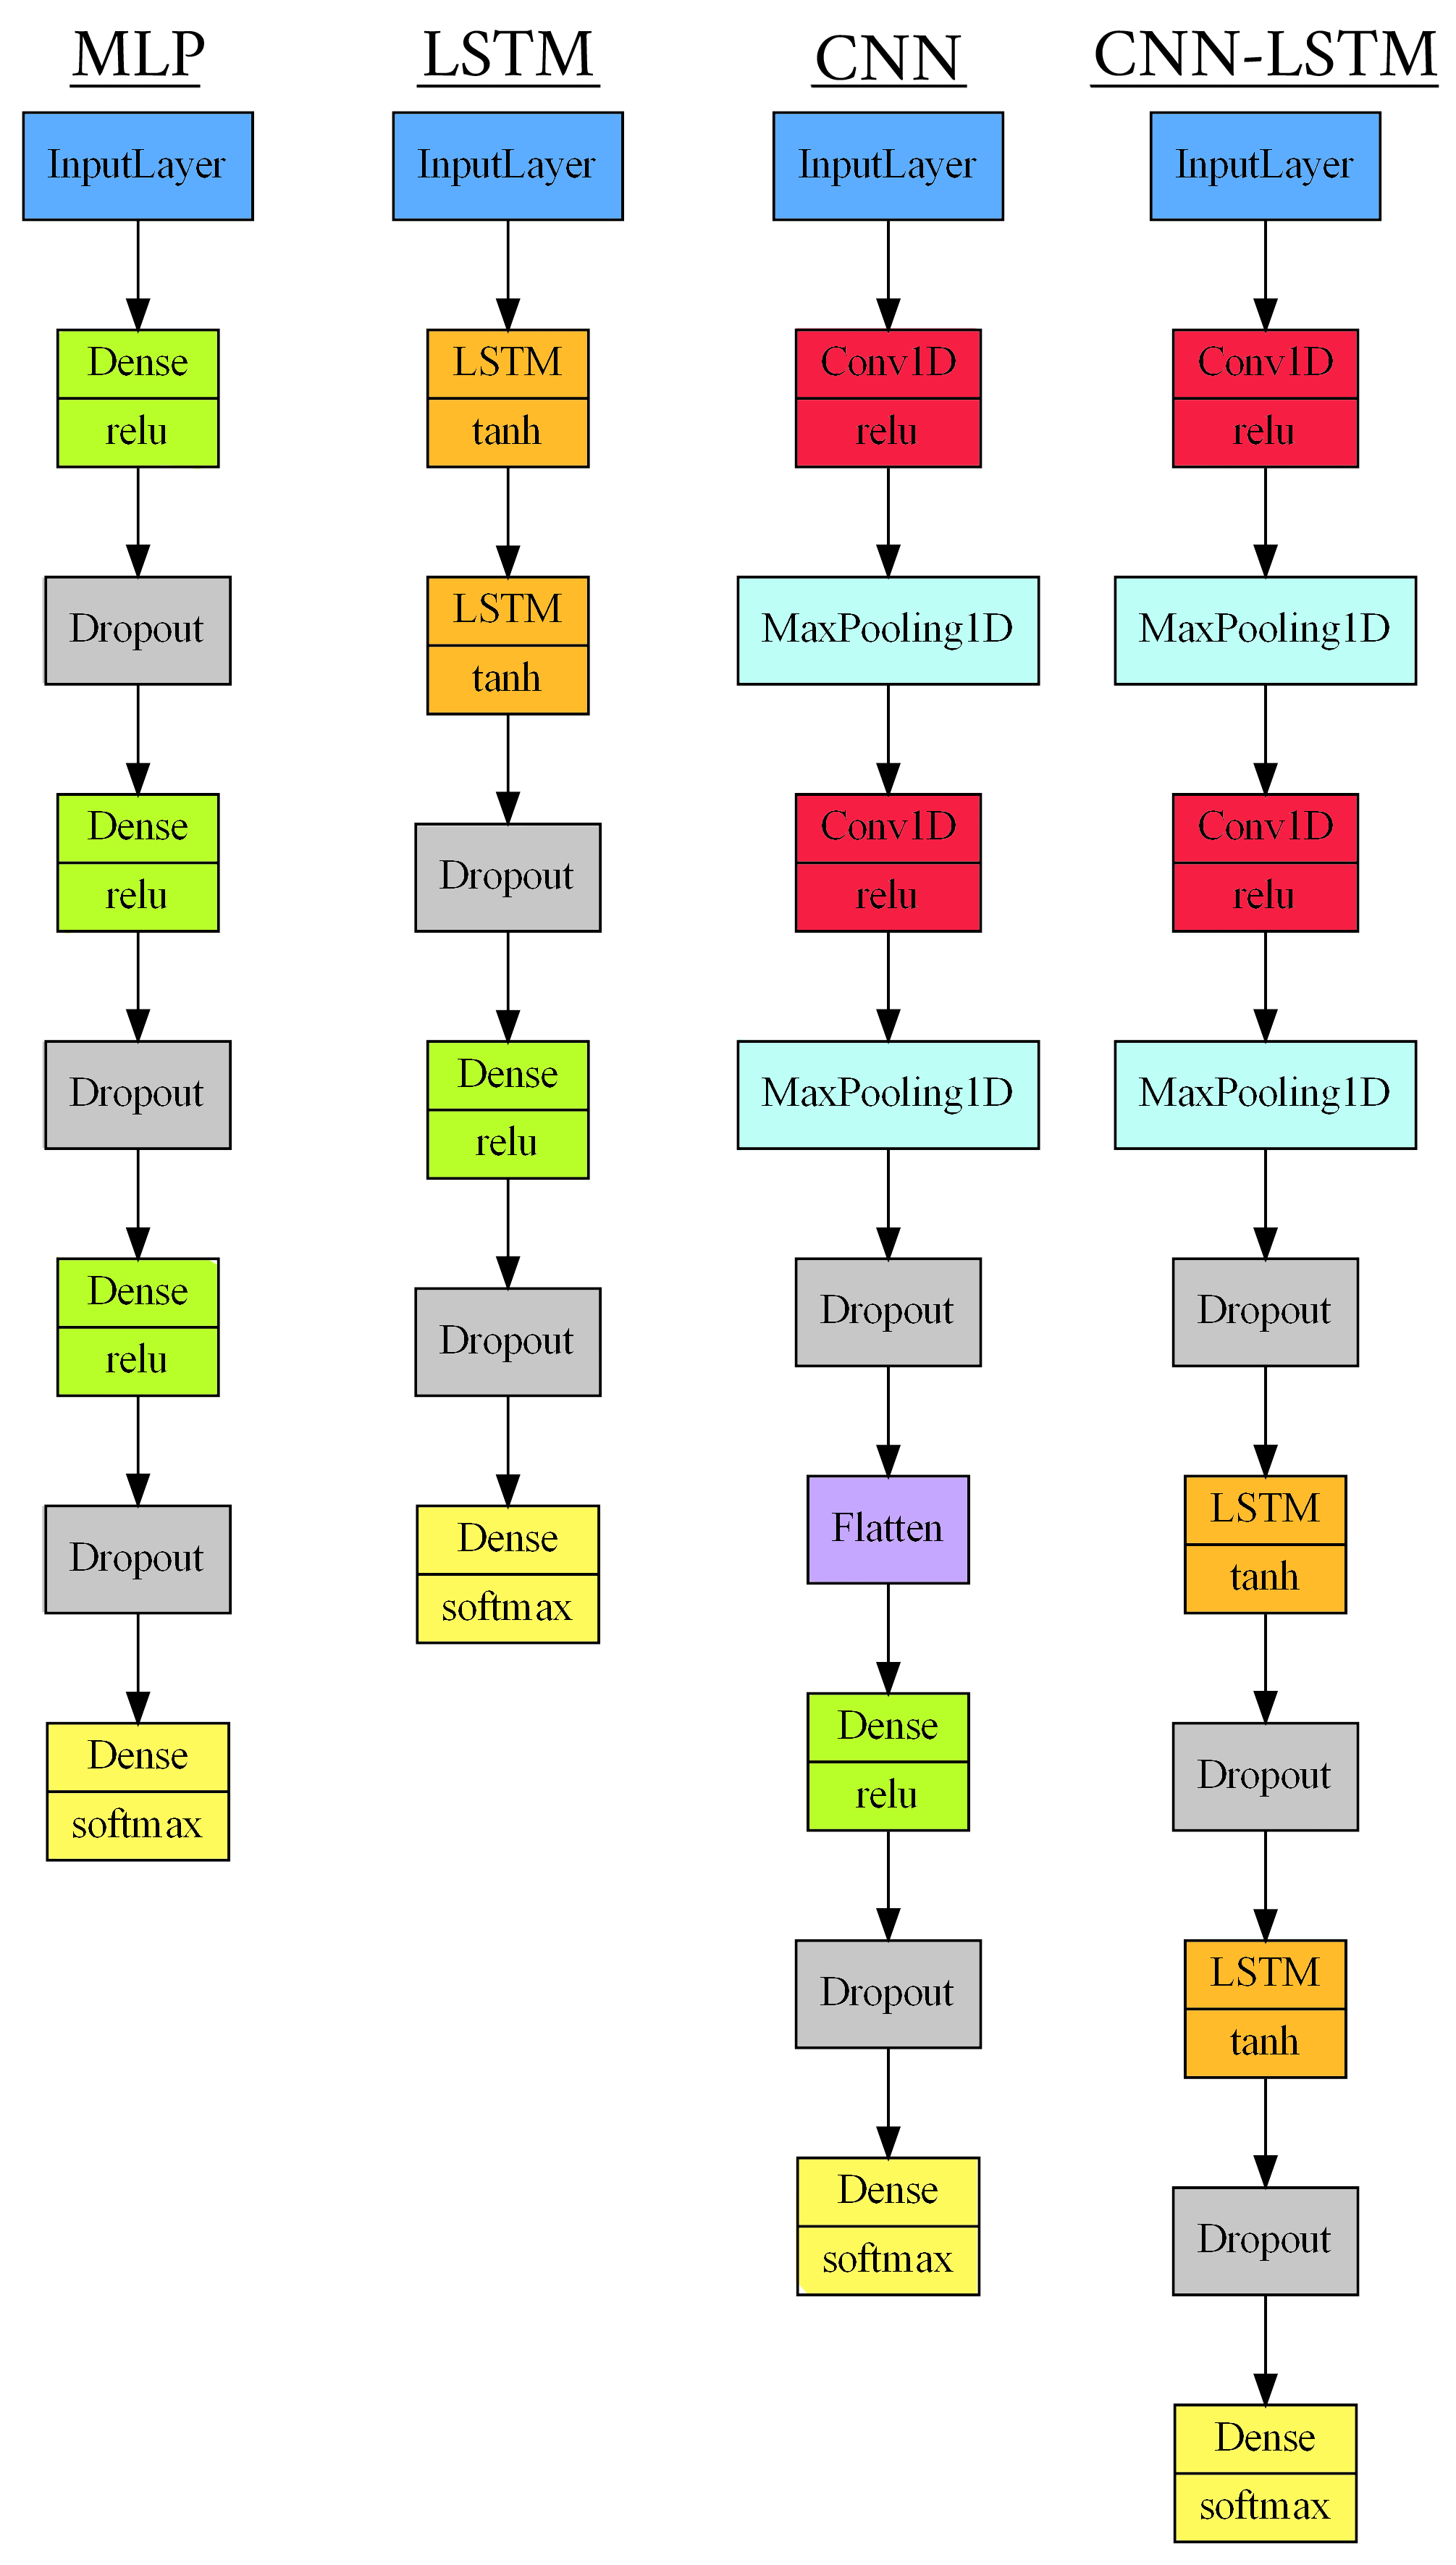 MLP
InputLayer
Dense
relu
Dropout
Dense
relu
Dropout
Dense
relu
Dropout
Dense
softmax
LSTM
InputLayer
LSTM
tanh
LSTM
tanh
Dropout
Dense
relu
Dropout
Dense
softmax
CNN
InputLayer
Conv1D
relu
MaxPooling1D
Conv1D
relu
MaxPooling1D
Dropout
Flatten
Dense
relu
Dropout
Dense
softmax
CNN-LSTM
InputLayer
Conv1D
relu
MaxPooling1D
Conv1D
relu
MaxPooling1D
Dropout
LSTM
tanh
Dropout
LSTM
tanh
Dropout
Dense
softmax